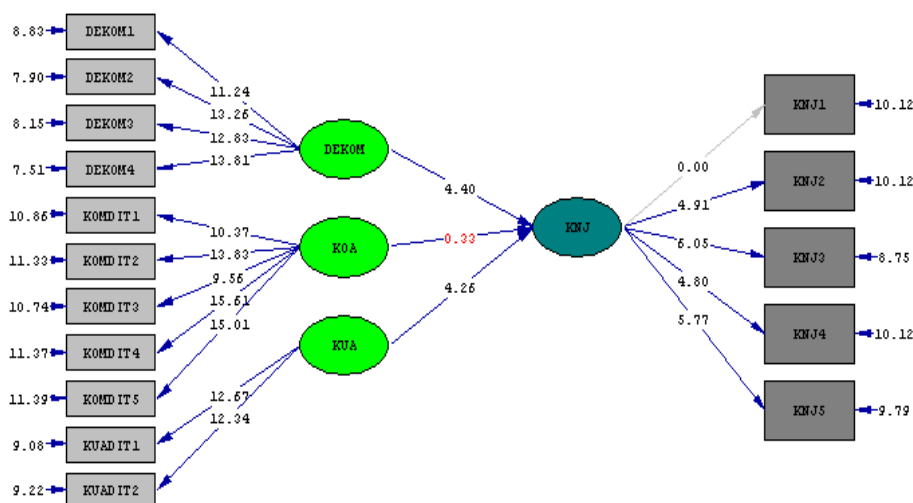 8.83 DEKOM1
7.90 DEKOM2
8.15 DEKOM3
7.51 DEKOM4
10.86 KOMDIT1
11.33 KOMDIT2
10.74 KOMDIT3
11.37 KOMDIT4
11.39 KOMDIT5
9.08 KUADIT1
9.22 KUADIT2
11.24
13.26
12.83
13.81
10.37
13.83
9.56
15.61
15.01
12.67
12.34
DEKOM
KOA
KUA
4.40
0.33
4.26
KNJ
0.00
4.91
6.05
4.80
5.77
KNJ1 10.12
KNJ2 10.12
KNJ3 8.75
KNJ4 10.12
KNJ5 9.79